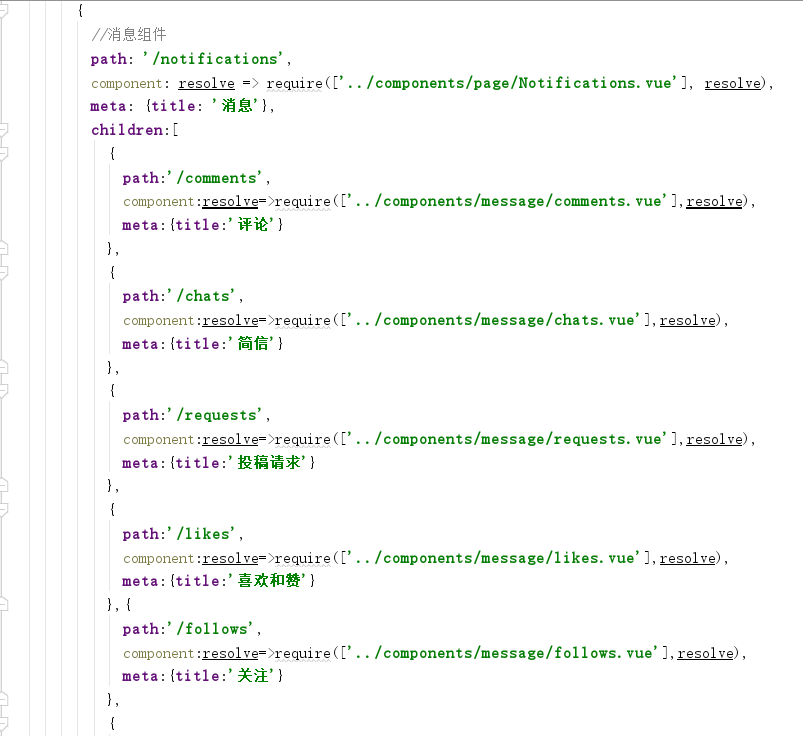 {
//消息组件
path: '/notifications',
component: resolve => require(['../components/page/Notifications.vue'], resolve),
meta: {title: '消息'},
children:[
{
path:'/comments',
component:resolve=>require(['../components/message/comments.vue'],resolve),
meta:{title:'评论'}
},
{
path:'/chats',
component:resolve=>require(['../components/message/chats.vue'],resolve),
meta:{title:'简信'}
},
{
path:'/requests',
component:resolve=>require(['../components/message/requests.vue'],resolve),
meta:{title:'投稿请求'}
},
{
path:'/likes',
component:resolve=>require(['../components/message/likes.vue'],resolve),
meta:{title:'喜欢和赞'}
},{
path:'/follows',
component:resolve=>require(['../components/message/follows.vue'],resolve),
meta:{title:'关注'}
},
{